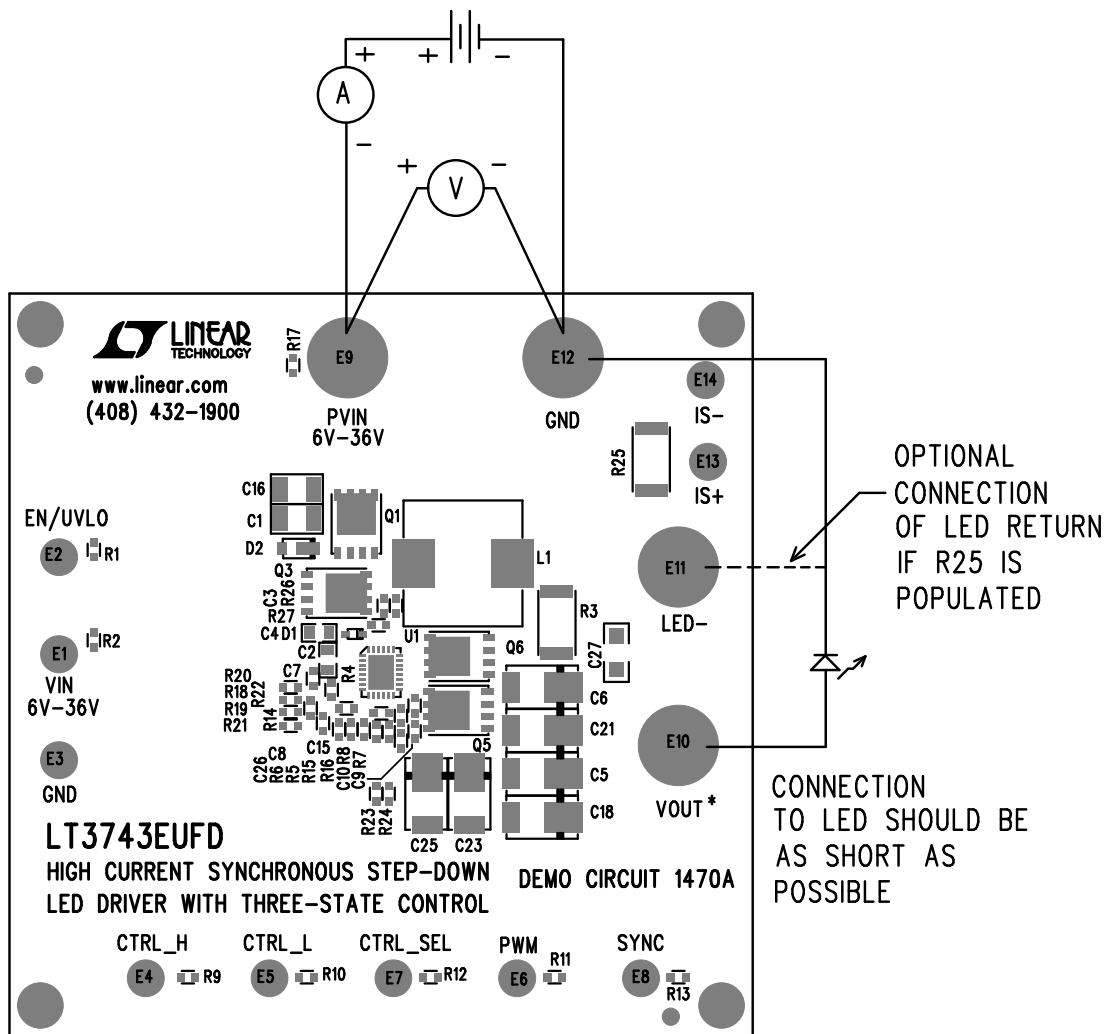 +
+
-
A
-
+
-
V
LINEAR
TECHNOLOGY
www.linear.com
(408) 432-1900
R17
E9
PVIN
6V-36V
E12
GND
E14
IS-
R25
E13
IS+
OPTIONAL
CONNECTION
OF LED RETURN
IF R25 IS
POPULATED
C16
C1
Q1
D2
EN/UVLO
E2
R1
L1
E11
LED-
Q3
C3
R26
R27
R3
C4
D1
U1
Q6
C27
R2
E1
VIN
6V-36V
C2
R4
C7
R20
R18
R22
R19
R21
R14
C6
C21
C5
C18
E3
GND
C26
C8
R6
R5
R15
C15
R16
R8
C10
R7
C9
Q5
E10
VOUT*
R23
R24
C25
C23
CONNECTION
TO LED SHOULD BE
AS SHORT AS
POSSIBLE
LT3743EUFD
HIGH CURRENT SYNCHRONOUS STEP-DOWN
LED DRIVER WITH THREE-STATE CONTROL
DEMO CIRCUIT 1470A
CTRL_H
CTRL_L
CTRL_SEL
PWM
SYNC
E4
R9
E5
R10
E7
R12
E6
R11
E8
R13